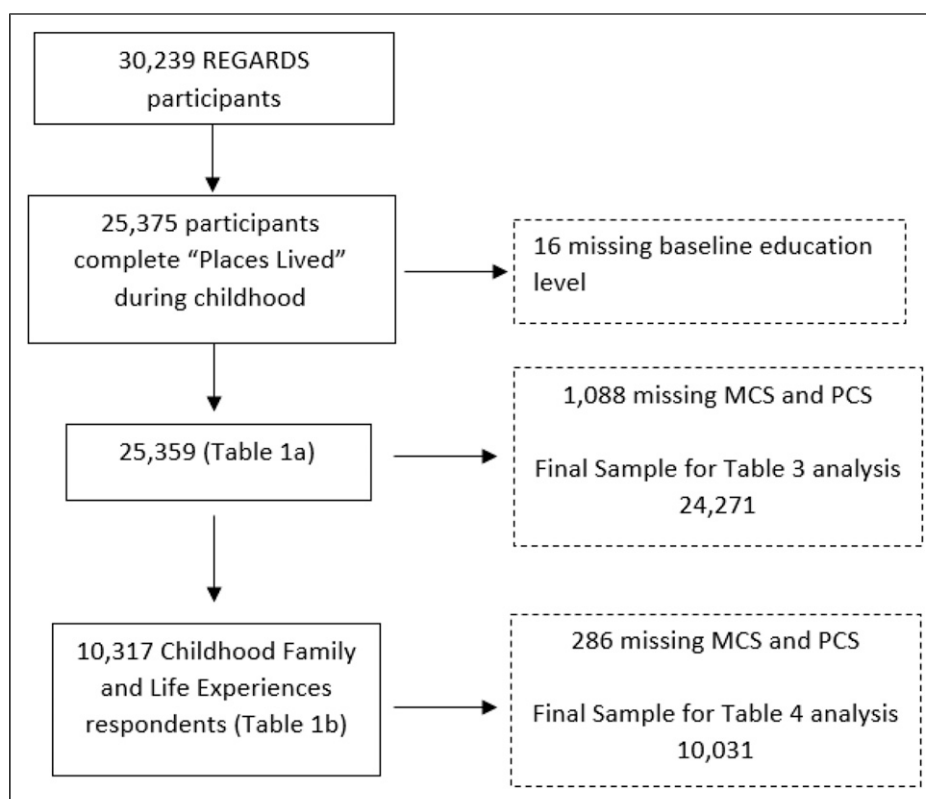 30,239 REGARDS
participants
25,375 participants
complete “Places Lived”
during childhood
16 missing baseline education
level
25,359 (Table 1a)
1,088 missing MCS and PCS
Final Sample for Table 3 analysis
24,271
10,317 Childhood Family
and Life Experiences
respondents (Table 1b)
286 missing MCS and PCS
Final Sample for Table 4 analysis
10,031